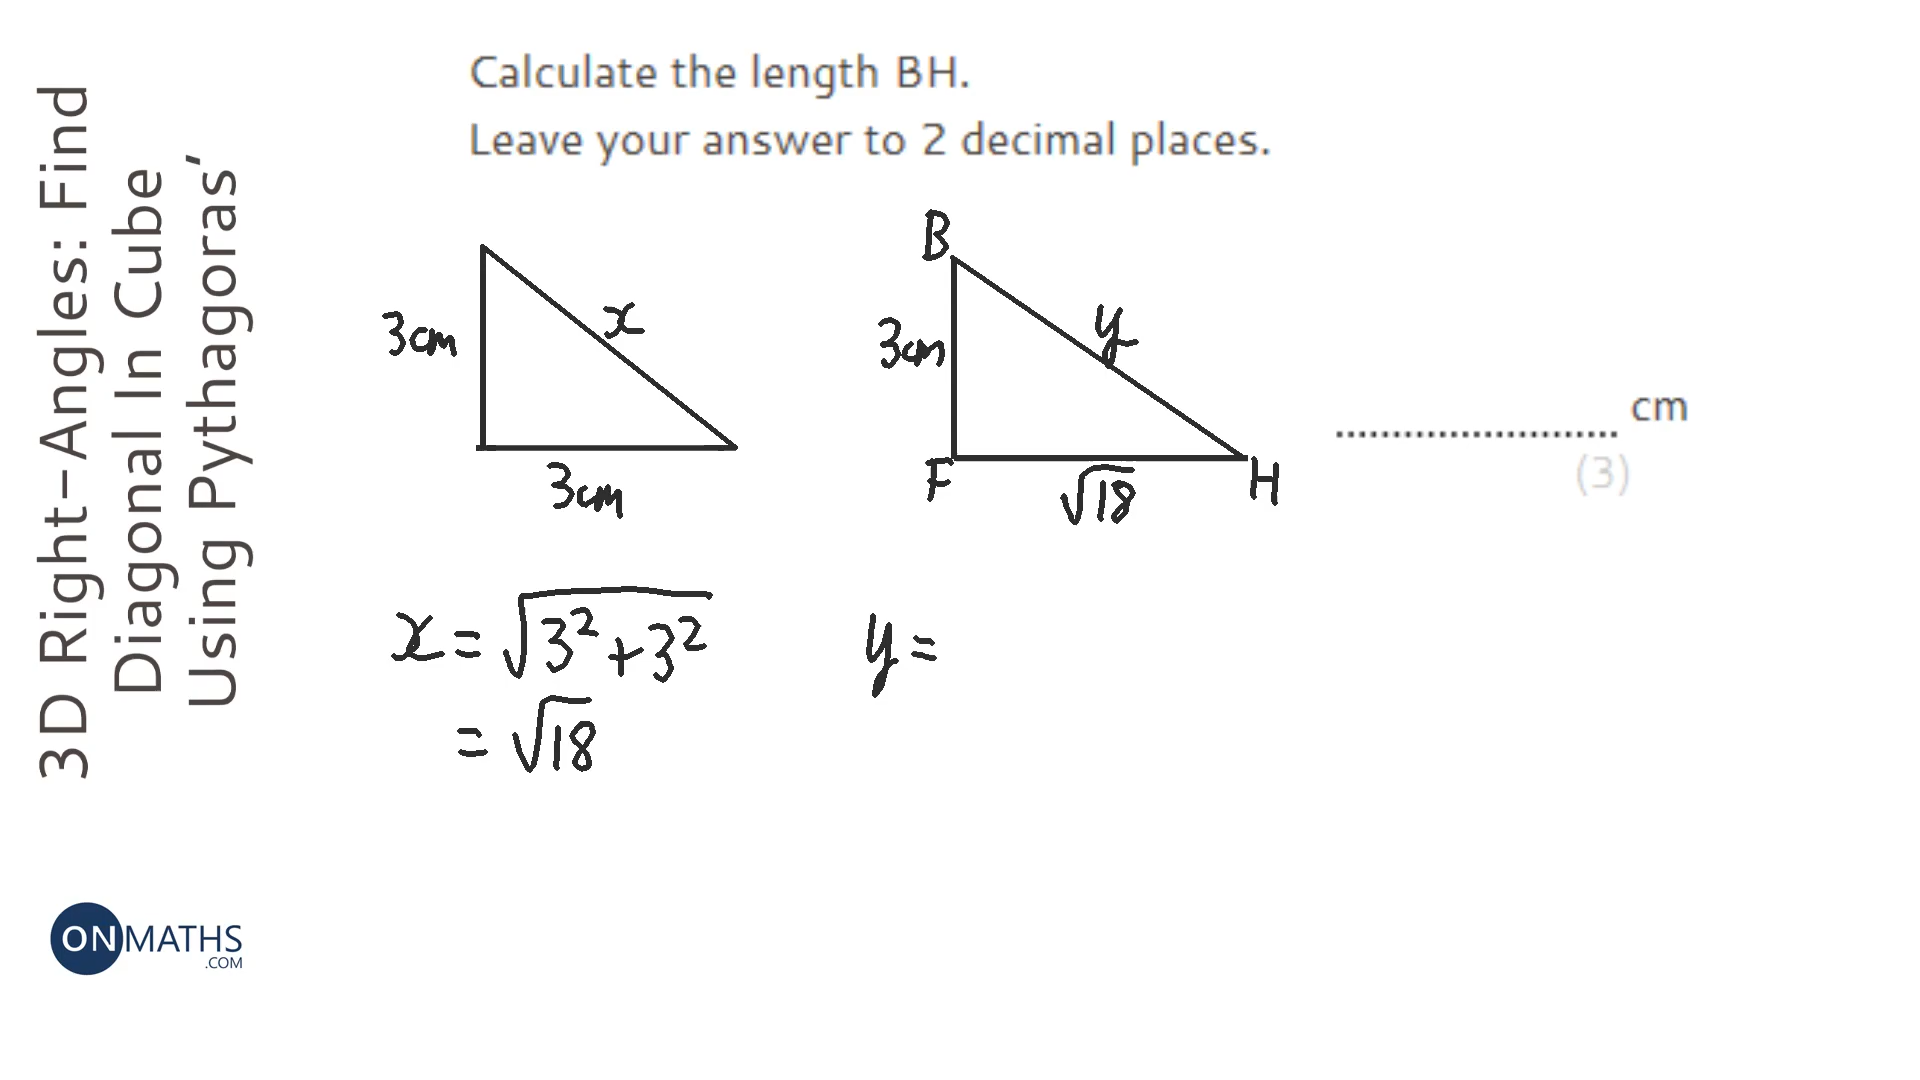 3D Right-Angles: Find
Diagonal In Cube
Using Pythagoras'
Calculate the length BH.
Leave your answer to 2 decimal places.
B
3cm
x
3cm
y
cm
(3)
3cm
F
√18
H
x = √3² + 3²
= √18
y =
ONMATHS
.COM